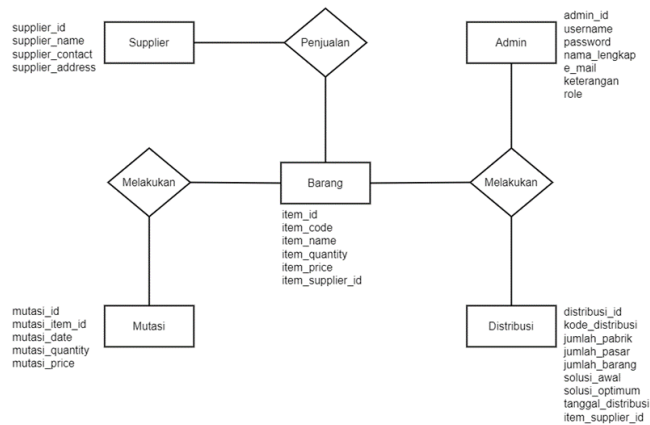 supplier_id
supplier_name
supplier_contact
supplier_address
Supplier
Penjualan
Admin
admin_id
username
password
nama_lengkap
e_mail
keterangan
role
Melakukan
Barang
Melakukan
item_id
item_code
item_name
item_quantity
item_price
item_supplier_id
mutasi_id
mutasi_item_id
mutasi_date
mutasi_quantity
mutasi_price
Mutasi
Distribusi
distribusi_id
kode_distribusi
jumlah_pabrik
jumlah_pasar
jumlah_barang
solusi_awal
solusi_optimum
tanggal_distribusi
item_supplier_id